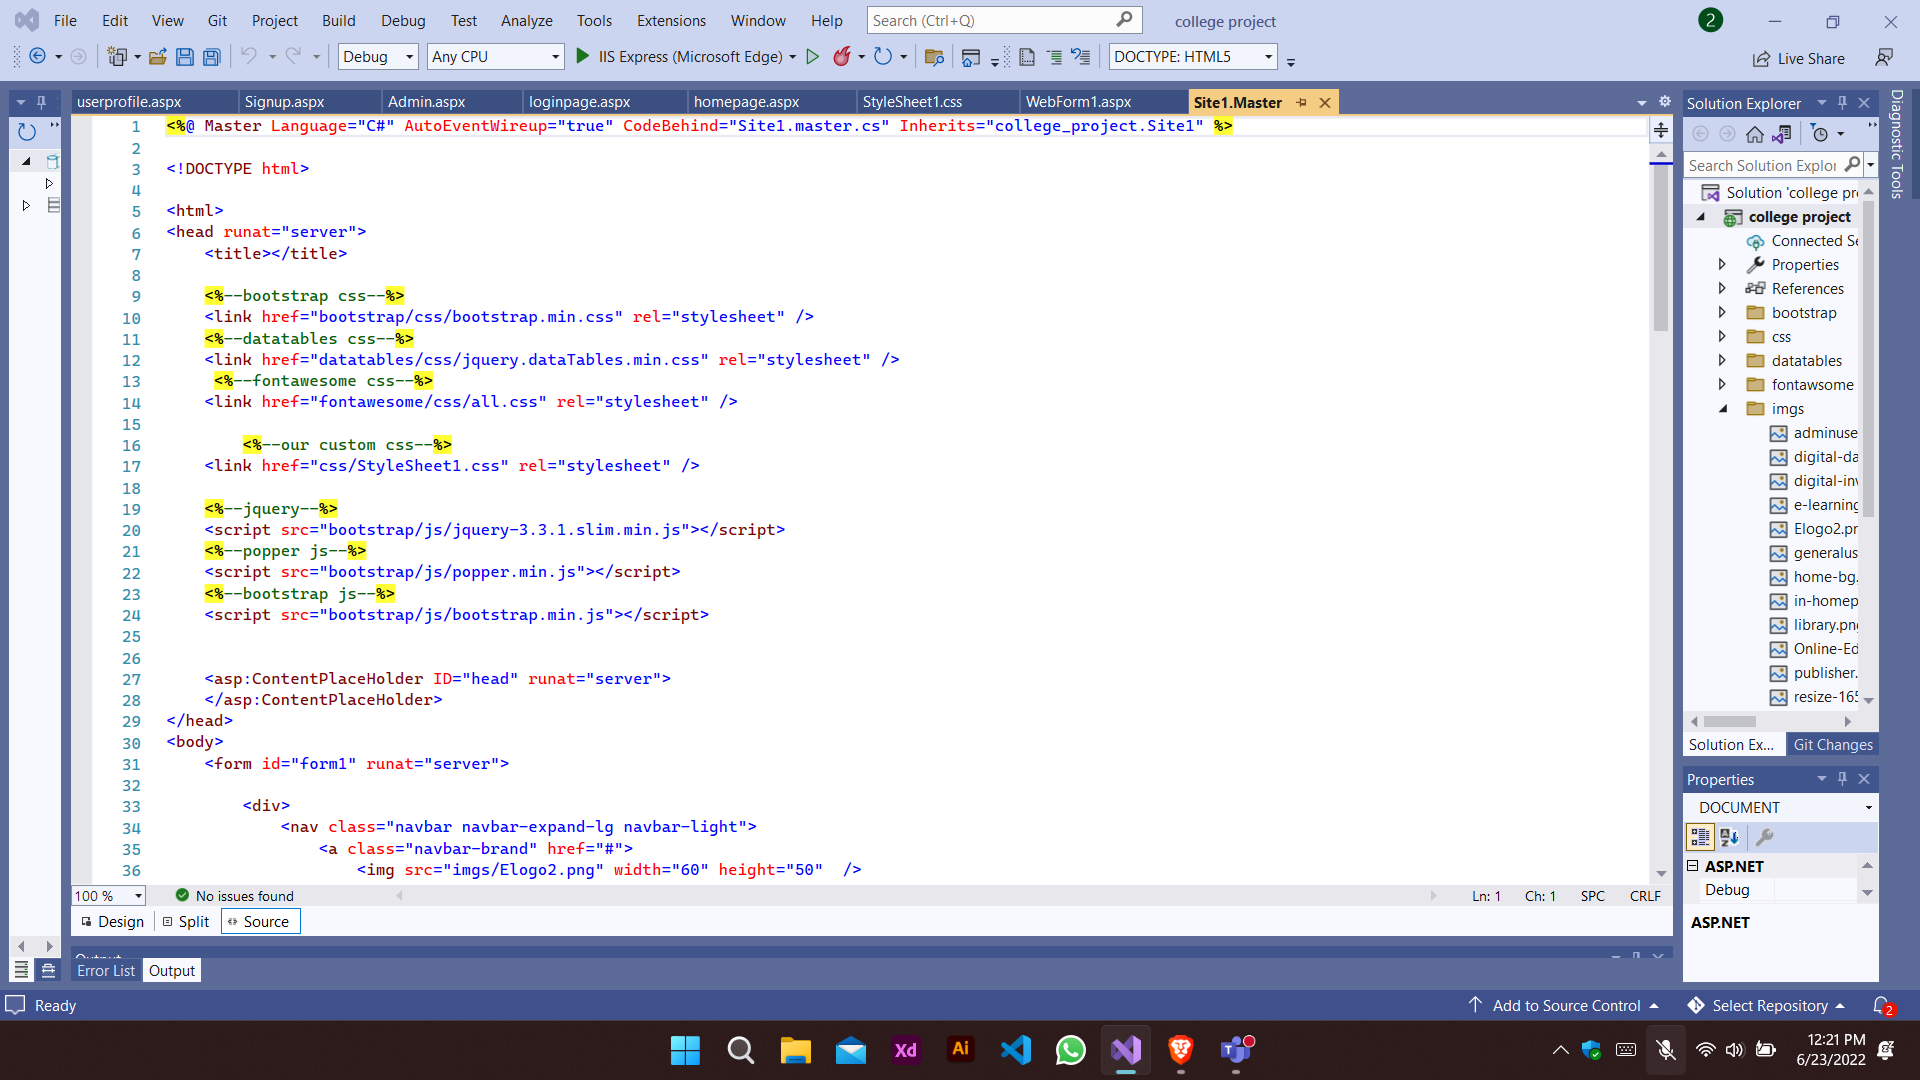 File Edit View Git Project Build Debug Test Analyze Tools Extensions Window Help Search (Ctrl+Q) college project 2
Debug Any CPU IIS Express (Microsoft Edge) DOCTYPE: HTML5 Live Share
userprofile.aspx Signup.aspx Admin.aspx loginpage.aspx homepage.aspx StyleSheet1.css WebForm1.aspx Site1.Master
1 <%@ Master Language="C#" AutoEventWireup="true" CodeBehind="Site1.master.cs" Inherits="college_project.Site1" %>
2
3 <!DOCTYPE html>
4
5 <html>
6 <head runat="server">
7 <title></title>
8
9 <%--bootstrap css--%>
10 <link href="bootstrap/css/bootstrap.min.css" rel="stylesheet" />
11 <%--datatables css--%>
12 <link href="datatables/css/jquery.dataTables.min.css" rel="stylesheet" />
13 <%--fontawesome css--%>
14 <link href="fontawesome/css/all.css" rel="stylesheet" />
15
16 <%--our custom css--%>
17 <link href="css/StyleSheet1.css" rel="stylesheet" />
18
19 <%--jquery--%>
20 <script src="bootstrap/js/jquery-3.3.1.slim.min.js"></script>
21 <%--popper js--%>
22 <script src="bootstrap/js/popper.min.js"></script>
23 <%--bootstrap js--%>
24 <script src="bootstrap/js/bootstrap.min.js"></script>
25
26
27 <asp:ContentPlaceHolder ID="head" runat="server">
28 </asp:ContentPlaceHolder>
29 </head>
30 <body>
31 <form id="form1" runat="server">
32
33 <div>
34 <nav class="navbar navbar-expand-lg navbar-light">
35 <a class="navbar-brand" href="#">
36 <img src="imgs/Elogo2.png" width="60" height="50" />
100 % No issues found Ln: 1 Ch: 1 SPC CRLF
Design Split Source
Output
Error List Output
Solution Explorer
Search Solution Explor
Solution 'college pr
college project
Connected Se
Properties
References
bootstrap
css
datatables
fontawsome
imgs
adminuse
digital-da
digital-inv
e-learning
Elogo2.pn
generalus
home-bg.
in-homep
library.png
Online-Ed
publisher.
resize-165
Solution Ex... Git Changes
Properties
DOCUMENT
ASP.NET
Debug
ASP.NET
Diagnostic Tools
Ready Add to Source Control Select Repository 2
Xd Ai
12:21 PM
6/23/2022